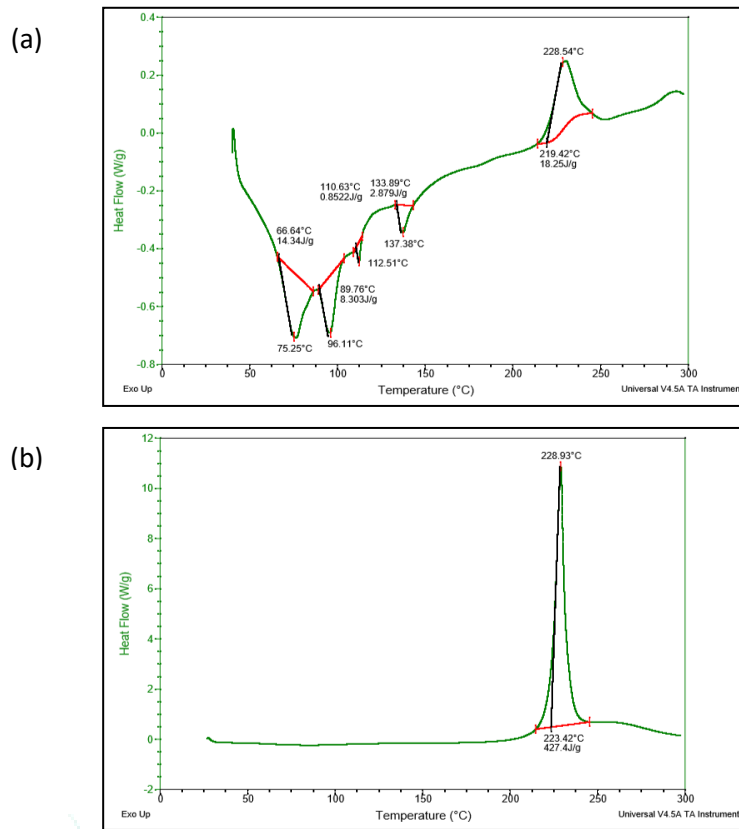 (a)
0.4
0.2
0.0
-0.2
-0.4
-0.6
-0.8
Heat Flow (W/g)
228.54°C
219.42°C
18.25J/g
110.63°C
0.8522J/g
133.89°C
2.879J/g
66.64°C
14.34J/g
137.38°C
112.51°C
89.76°C
8.303J/g
75.25°C
96.11°C
0
50
100
150
200
250
300
Exo Up
Temperature (°C)
Universal V4.5A TA Instrument
(b)
12
10
8
6
4
2
0
-2
Heat Flow (W/g)
228.93°C
223.42°C
427.4J/g
0
50
100
150
200
250
300
Exo Up
Temperature (°C)
Universal V4.5A TA Instrument